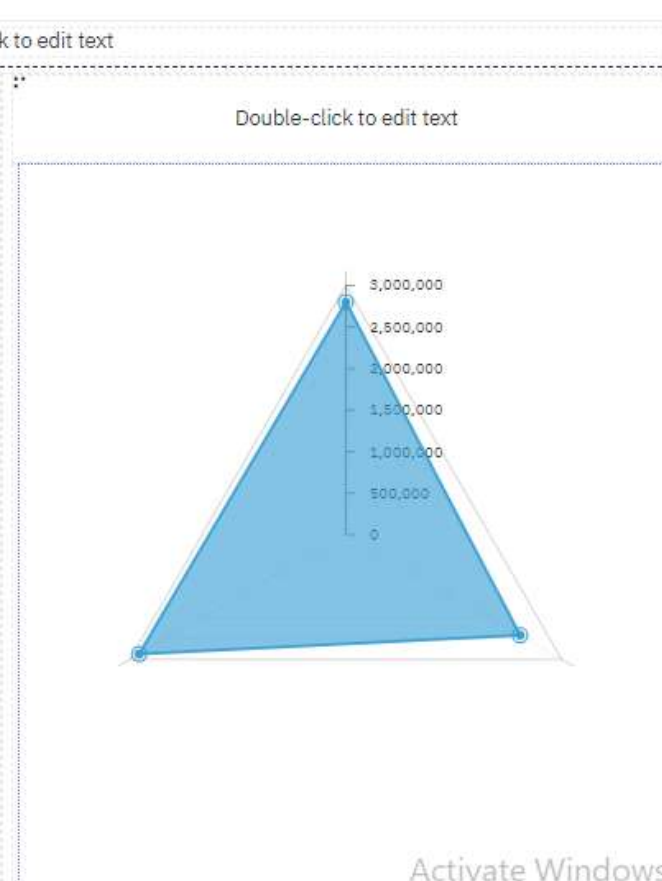 k to edit text
Double-click to edit text
3,000,000
2,500,000
2,000,000
1,500,000
1,000,000
500,000
0
Activate Windows